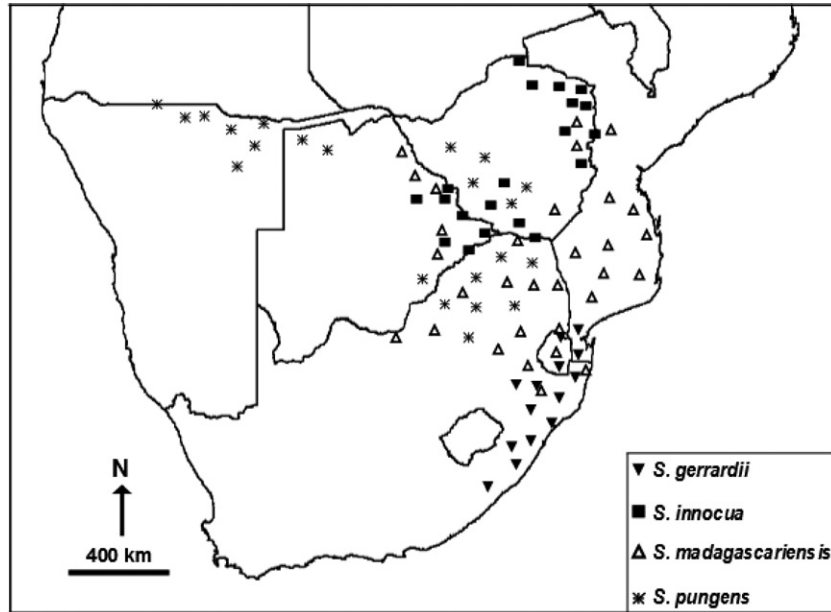 N
400 km
S. gerrardii
S. innocua
S. madagascariensis
S. pungens